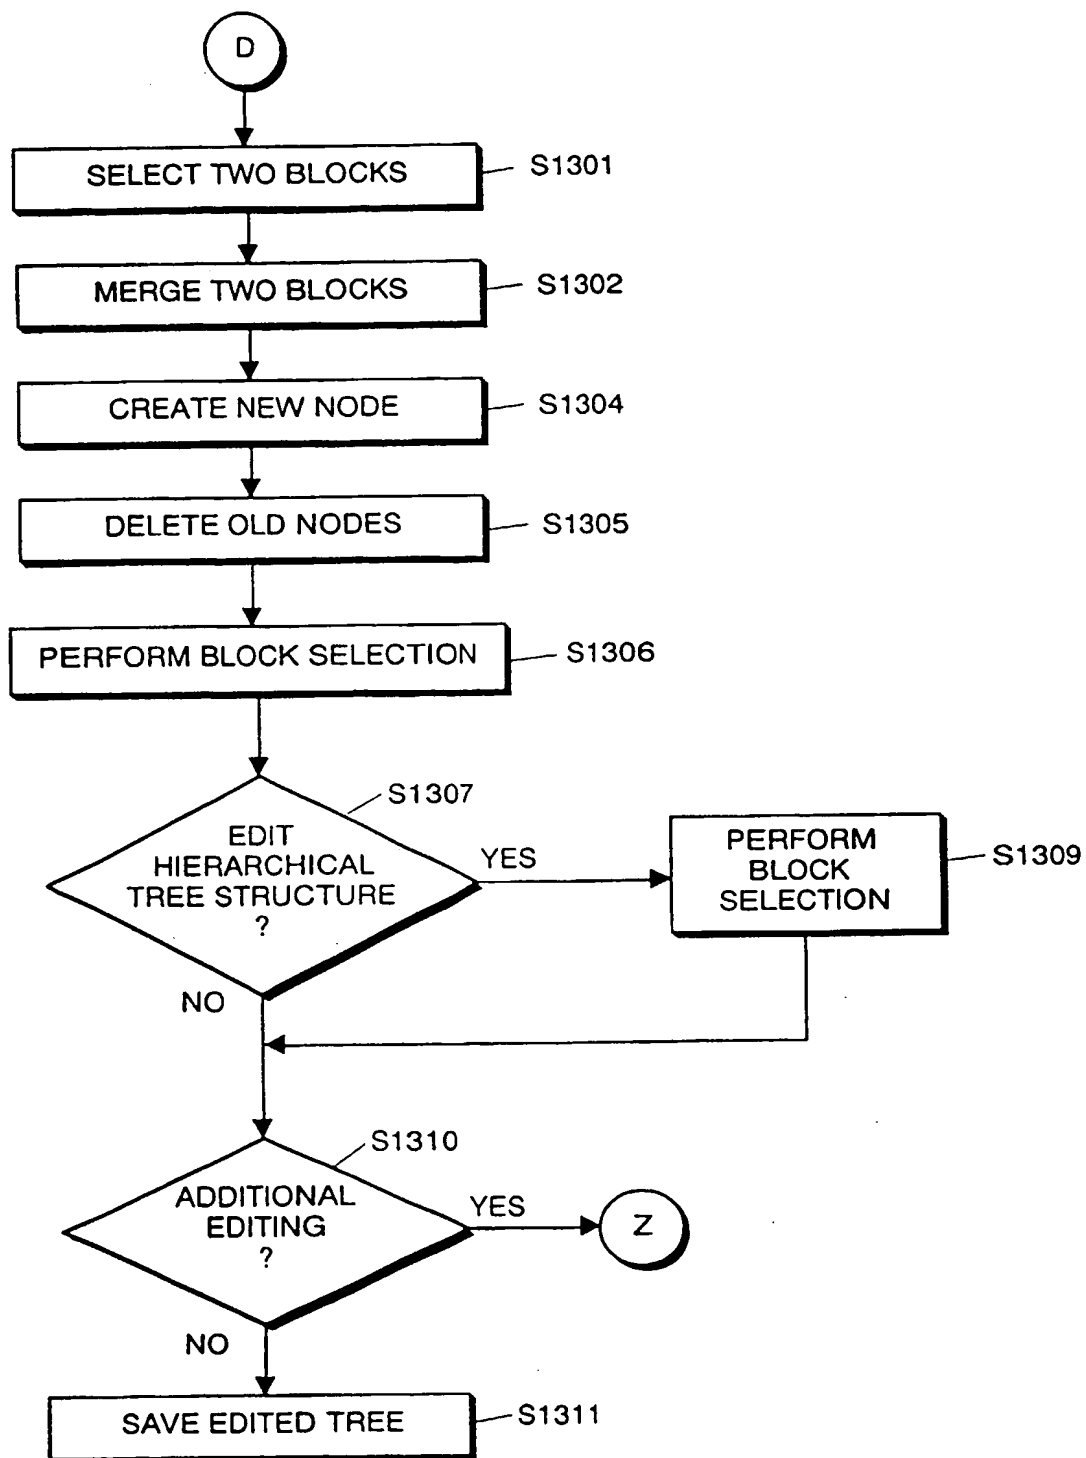 D
SELECT TWO BLOCKS
S1301
MERGE TWO BLOCKS
S1302
CREATE NEW NODE
S1304
DELETE OLD NODES
S1305
PERFORM BLOCK SELECTION
S1306
S1307
EDIT
HIERARCHICAL
TREE STRUCTURE
?
YES
PERFORM
BLOCK
SELECTION
S1309
NO
S1310
ADDITIONAL
EDITING
?
YES
Z
NO
SAVE EDITED TREE
S1311